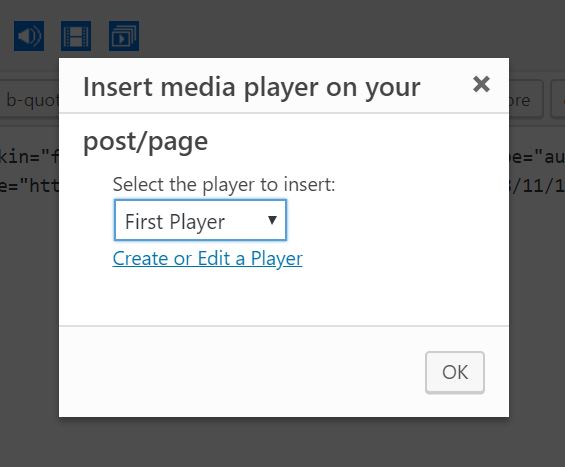 Insert media player on your
post/page
b-quot
ore
kin="f
pe="au
e="htt
/11/1
Select the player to insert:
First Player
Create or Edit a Player
OK